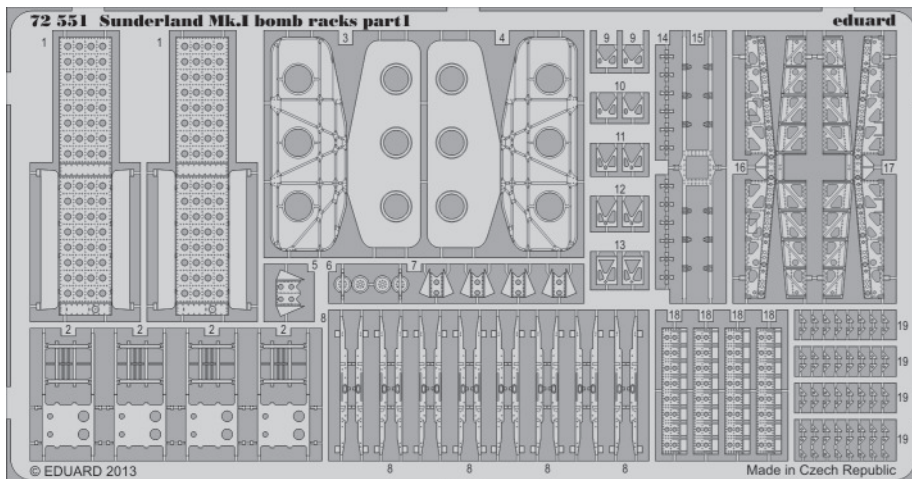 72 551 Sunderland Mk.I bomb racks part1 eduard
1 1 3 4 9 9 14 15
10
11
12
13
16 17
5 6 7
2 2 2 2 8 18 18 18 18
19
19
19
19
8 8 8 8
© EDUARD 2013 Made in Czech Republic